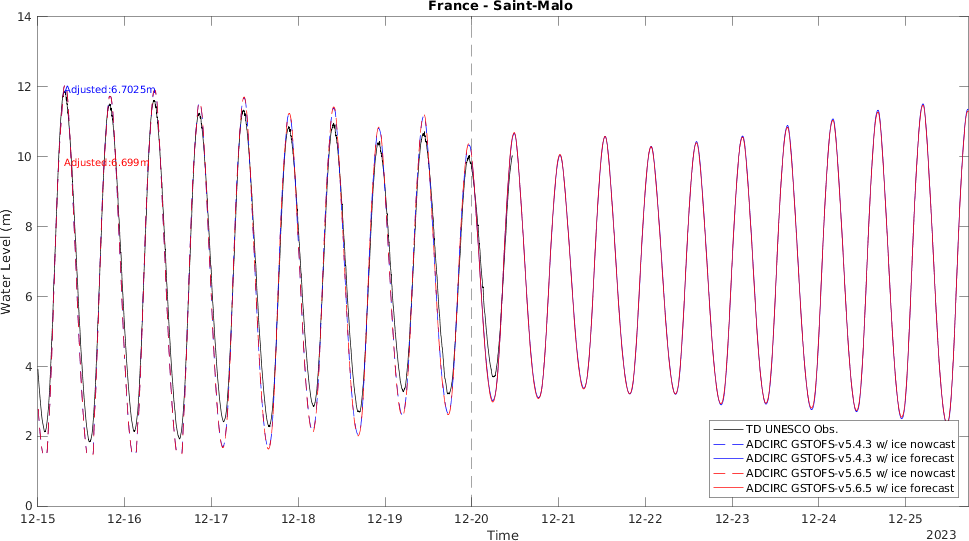 France - Saint-Malo
14
12
10
8
6
4
2
0
Water Level (m)
Adjusted:6.7025m
Adjusted:6.699m
TD UNESCO Obs.
ADCIRC GSTOFS-v5.4.3 w/ ice nowcast
ADCIRC GSTOFS-v5.4.3 w/ ice forecast
ADCIRC GSTOFS-v5.6.5 w/ ice nowcast
ADCIRC GSTOFS-v5.6.5 w/ ice forecast
12-15 12-16 12-17 12-18 12-19 12-20 12-21 12-22 12-23 12-24 12-25
Time
2023